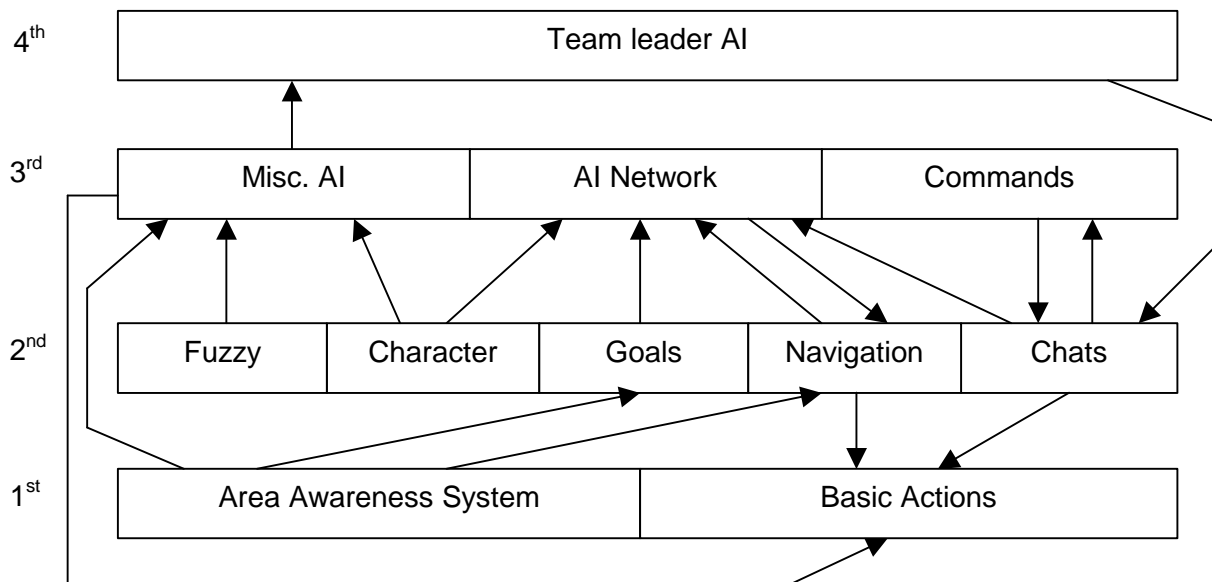 4th Team leader AI
3rd Misc. AI AI Network Commands
2nd Fuzzy Character Goals Navigation Chats
1st Area Awareness System Basic Actions